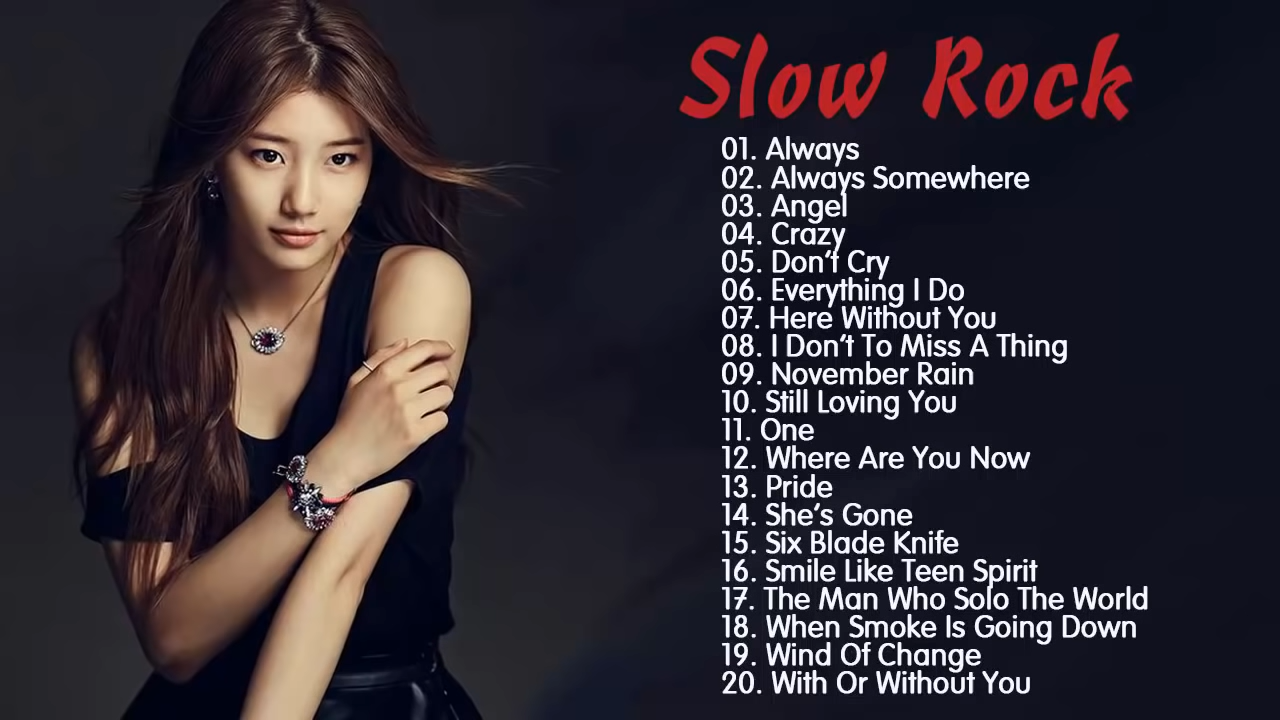 Slow Rock
01. Always
02. Always Somewhere
03. Angel
04. Crazy
05. Don't Cry
06. Everything I Do
07. Here Without You
08. I Don't To Miss A Thing
09. November Rain
10. Still Loving You
11. One
12. Where Are You Now
13. Pride
14. She's Gone
15. Six Blade Knife
16. Smile Like Teen Spirit
17. The Man Who Solo The World
18. When Smoke Is Going Down
19. Wind Of Change
20. With Or Without You